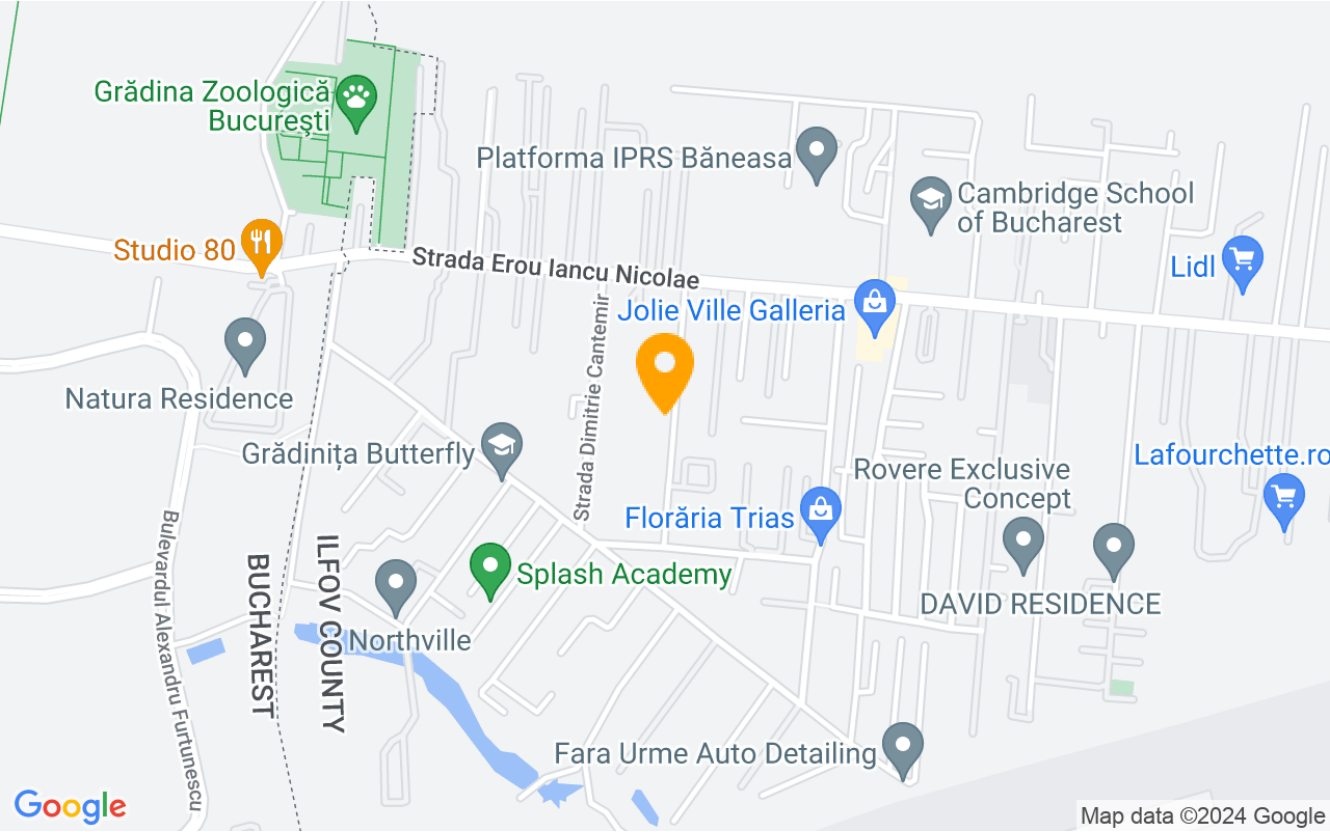 Grădina Zoologică
București
Platforma IPRS Băneasa
Cambridge School
of Bucharest
Studio 80
Strada Erou Iancu Nicolae
Lidl
Jolie Ville Galleria
Strada Dimitrie Cantemir
Natura Residence
Grădinița Butterfly
Lafourchette.ro
Rovere Exclusive
Concept
Florăria Trias
Bulevardul Alexandru Furtunescu
BUCHAREST
ILFOV COUNTY
Splash Academy
DAVID RESIDENCE
Northville
Fara Urme Auto Detailing
Google
Map data ©2024 Google